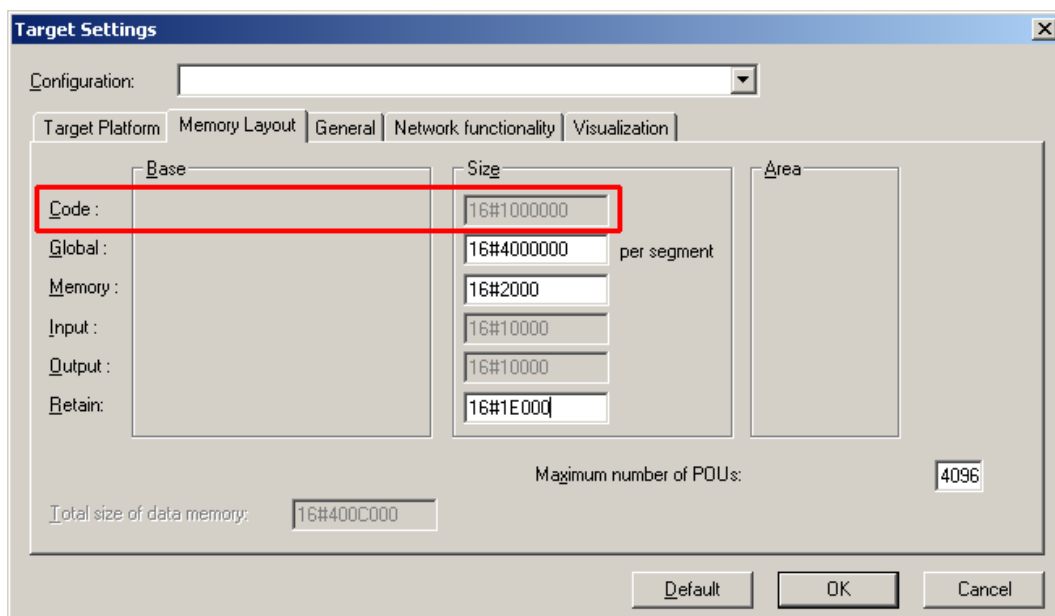 Target Settings
Configuration:
Target Platform Memory Layout General Network functionality Visualization
Base Size Area
Code : 16#1000000
Global : 16#4000000 per segment
Memory : 16#2000
Input : 16#10000
Output : 16#10000
Retain: 16#1E000
Maximum number of POUs: 4096
Total size of data memory: 16#400C000
Default OK Cancel